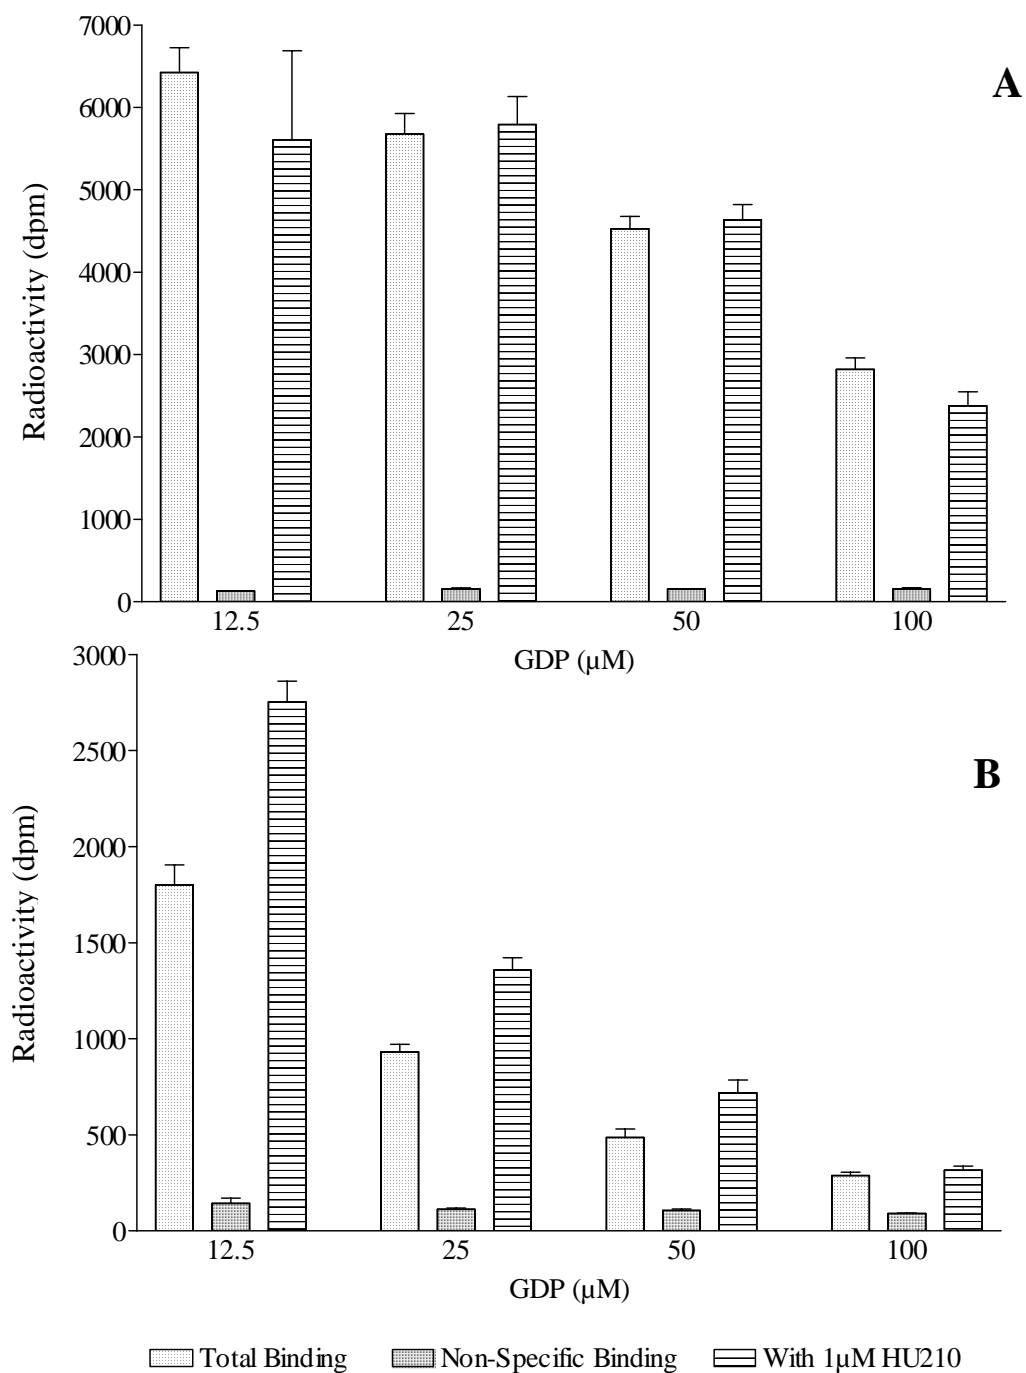 7000
6000
5000
4000
3000
2000
1000
0
Radioactivity (dpm)
A
12.5 25 50 100
GDP (µM)
3000
2500
2000
1500
1000
500
0
Radioactivity (dpm)
B
12.5 25 50 100
GDP (µM)
Total Binding Non-Specific Binding With 1µM HU210